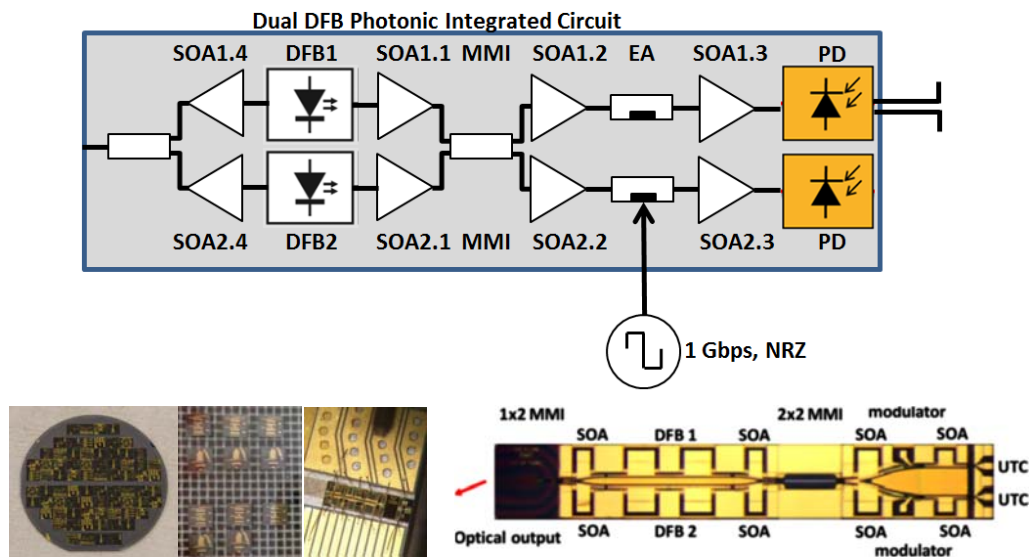 Dual DFB Photonic Integrated Circuit
SOA1.4 DFB1 SOA1.1 MMI SOA1.2 EA SOA1.3 PD
SOA2.4 DFB2 SOA2.1 MMI SOA2.2 SOA2.3 PD
1 Gbps, NRZ
1x2 MMI 2x2 MMI modulator
SOA DFB 1 SOA SOA SOA
UTC
UTC
Optical output SOA DFB 2 SOA SOA SOA
modulator